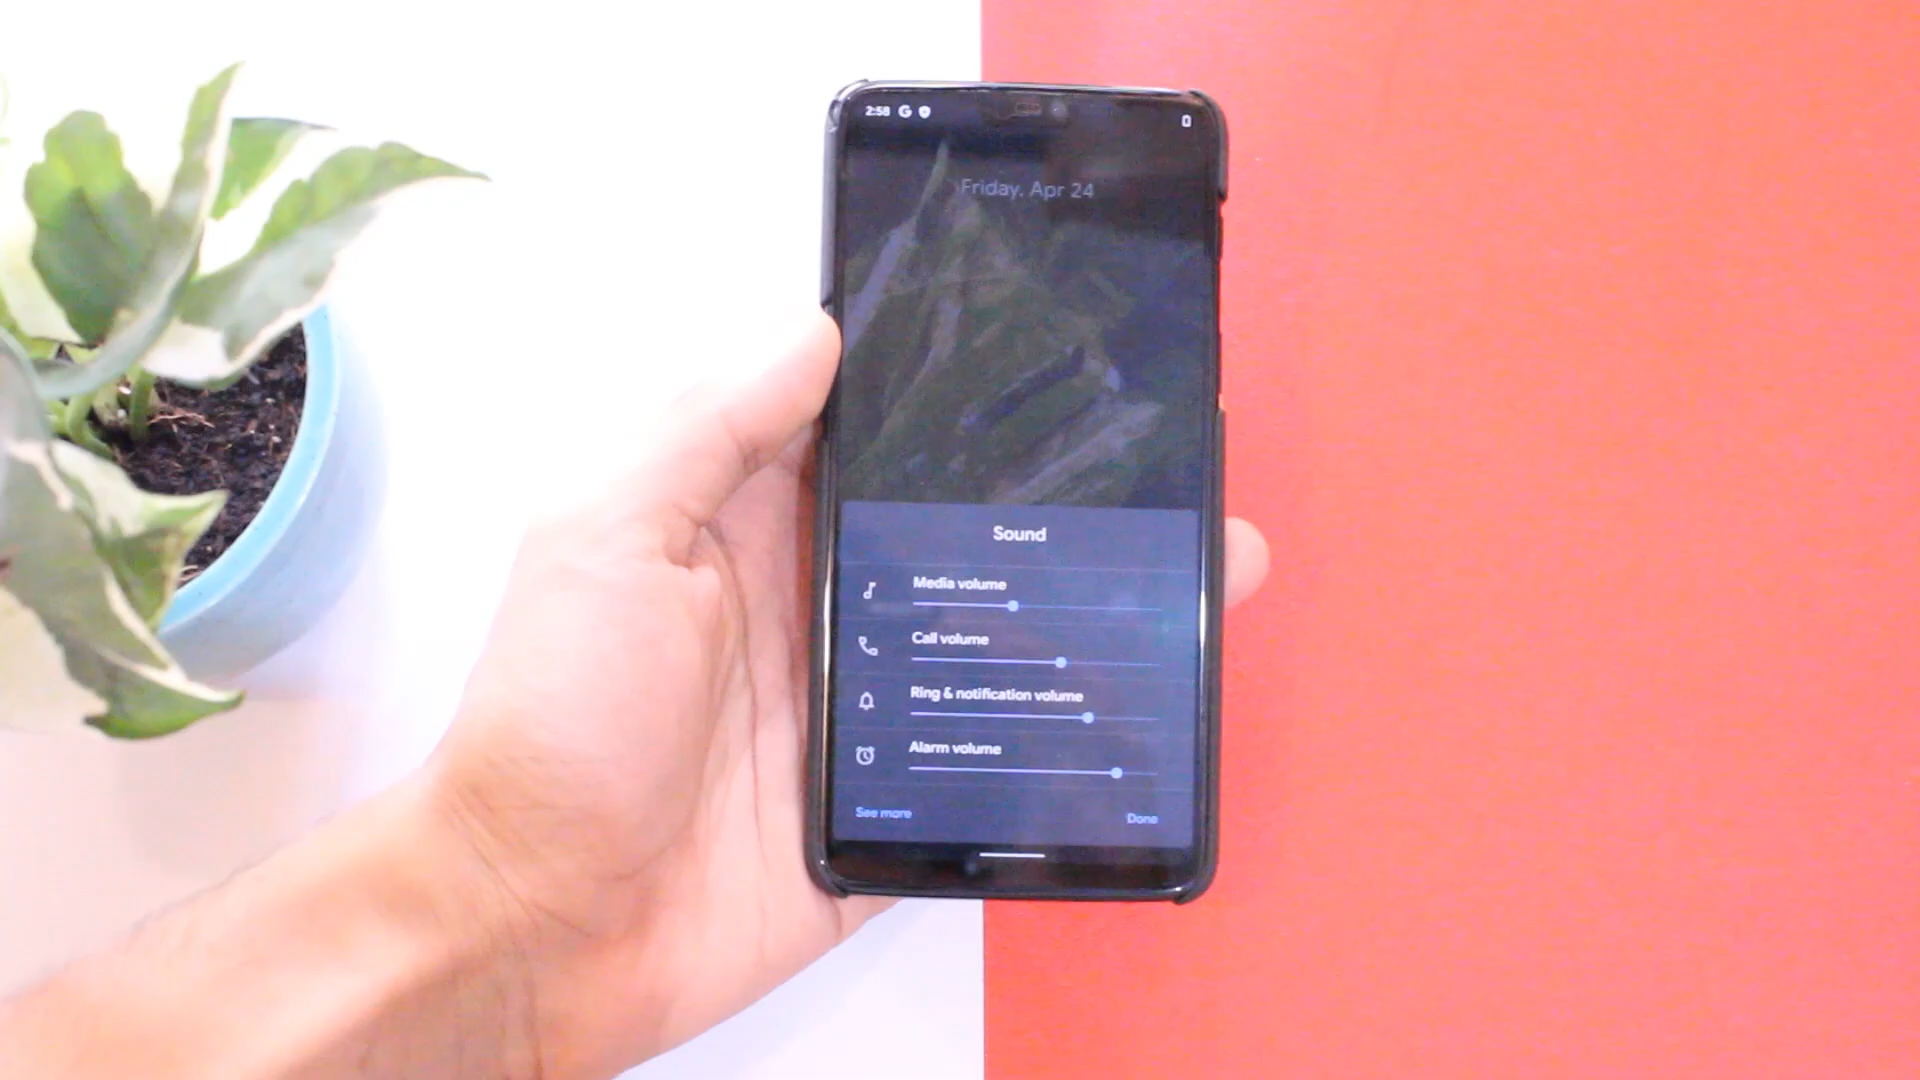 2:58
Friday, Apr 24
Sound
Media volume
Call volume
Ring & notification volume
Alarm volume
See more
Done